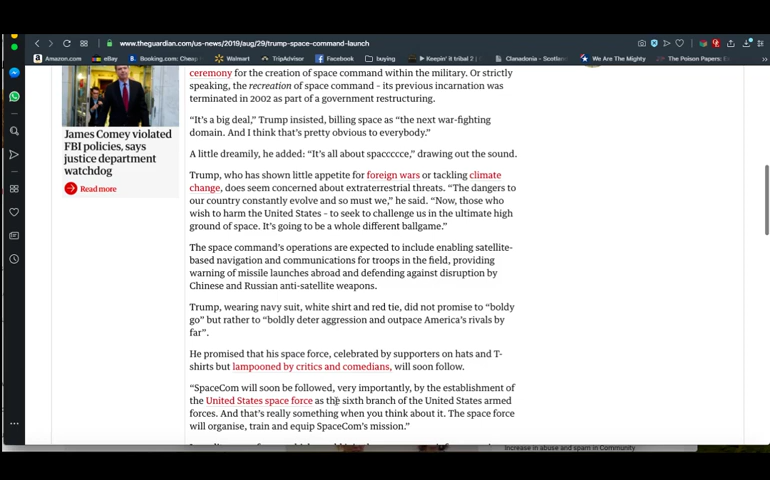 www.theguardian.com/us-news/2019/aug/29/trump-space-command-launch
Amazon.com
eBay
Booking.com: Cheap
Walmart
TripAdvisor
Facebook
buying
Keepin' it tribal 2 |
Clanadonia - Scotlan
We Are The Mighty
The Poison Papers: E
James Comey violated
FBI policies, says
justice department
watchdog
Read more
ceremony for the creation of space command within the military. Or strictly
speaking, the recreation of space command – its previous incarnation was
terminated in 2002 as part of a government restructuring.
“It’s a big deal,” Trump insisted, billing space as “the next war-fighting
domain. And I think that’s pretty obvious to everybody.”
A little dreamily, he added: “It’s all about spaccccce,” drawing out the sound.
Trump, who has shown little appetite for foreign wars or tackling climate
change, does seem concerned about extraterrestrial threats. “The dangers to
our country constantly evolve and so must we,” he said. “Now, those who
wish to harm the United States – to seek to challenge us in the ultimate high
ground of space. It’s going to be a whole different ballgame.”
The space command’s operations are expected to include enabling satellite-
based navigation and communications for troops in the field, providing
warning of missile launches abroad and defending against disruption by
Chinese and Russian anti-satellite weapons.
Trump, wearing navy suit, white shirt and red tie, did not promise to “boldy
go” but rather to “boldly deter aggression and outpace America’s rivals by
far”.
He promised that his space force, celebrated by supporters on hats and T-
shirts but lampooned by critics and comedians, will soon follow.
“SpaceCom will soon be followed, very importantly, by the establishment of
the United States space force as the sixth branch of the United States armed
forces. And that’s really something when you think about it. The space force
will organise, train and equip SpaceCom’s mission.”
Increase in abuse and spam in Community